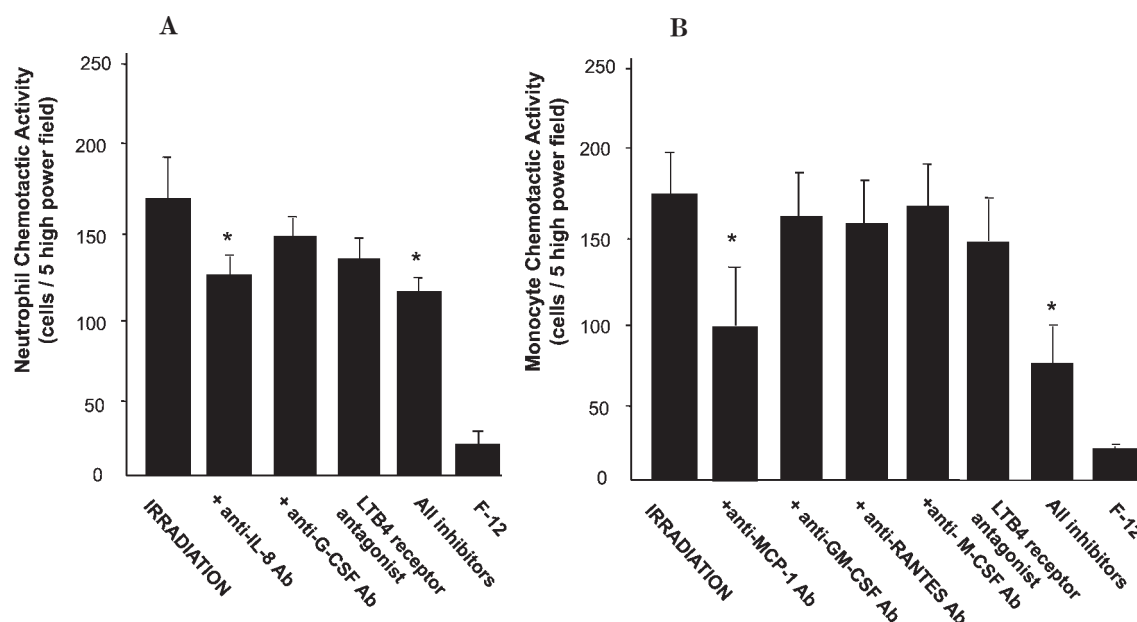 A
Neutrophil Chemotactic Activity
(cells / 5 high power field)
250
200
150
100
50
0
*
*
IRRADIATION
+ anti-IL-8 Ab
+ anti-G-CSF Ab
LTB4 receptor
antagonist
All inhibitors
F-12
B
Monocyte Chemotactic Activity
(cells / 5 high power field)
250
200
150
100
50
0
*
*
IRRADIATION
+anti-MCP-1 Ab
+ anti-GM-CSF Ab
+ anti-RANTES Ab
+anti- M-CSF Ab
LTB4 receptor
antagonist
All inhibitors
F-12